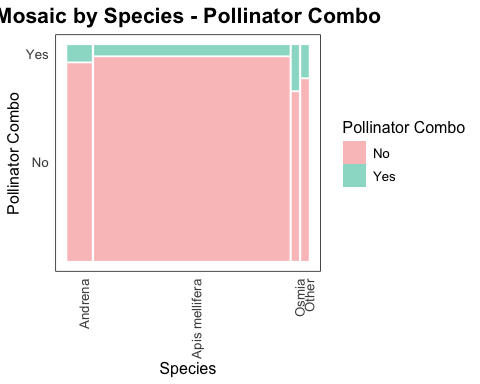 Mosaic by Species - Pollinator Combo
Yes
No
Pollinator Combo
Pollinator Combo
No
Yes
Andrena
Apis mellifera
Osmia
Other
Species